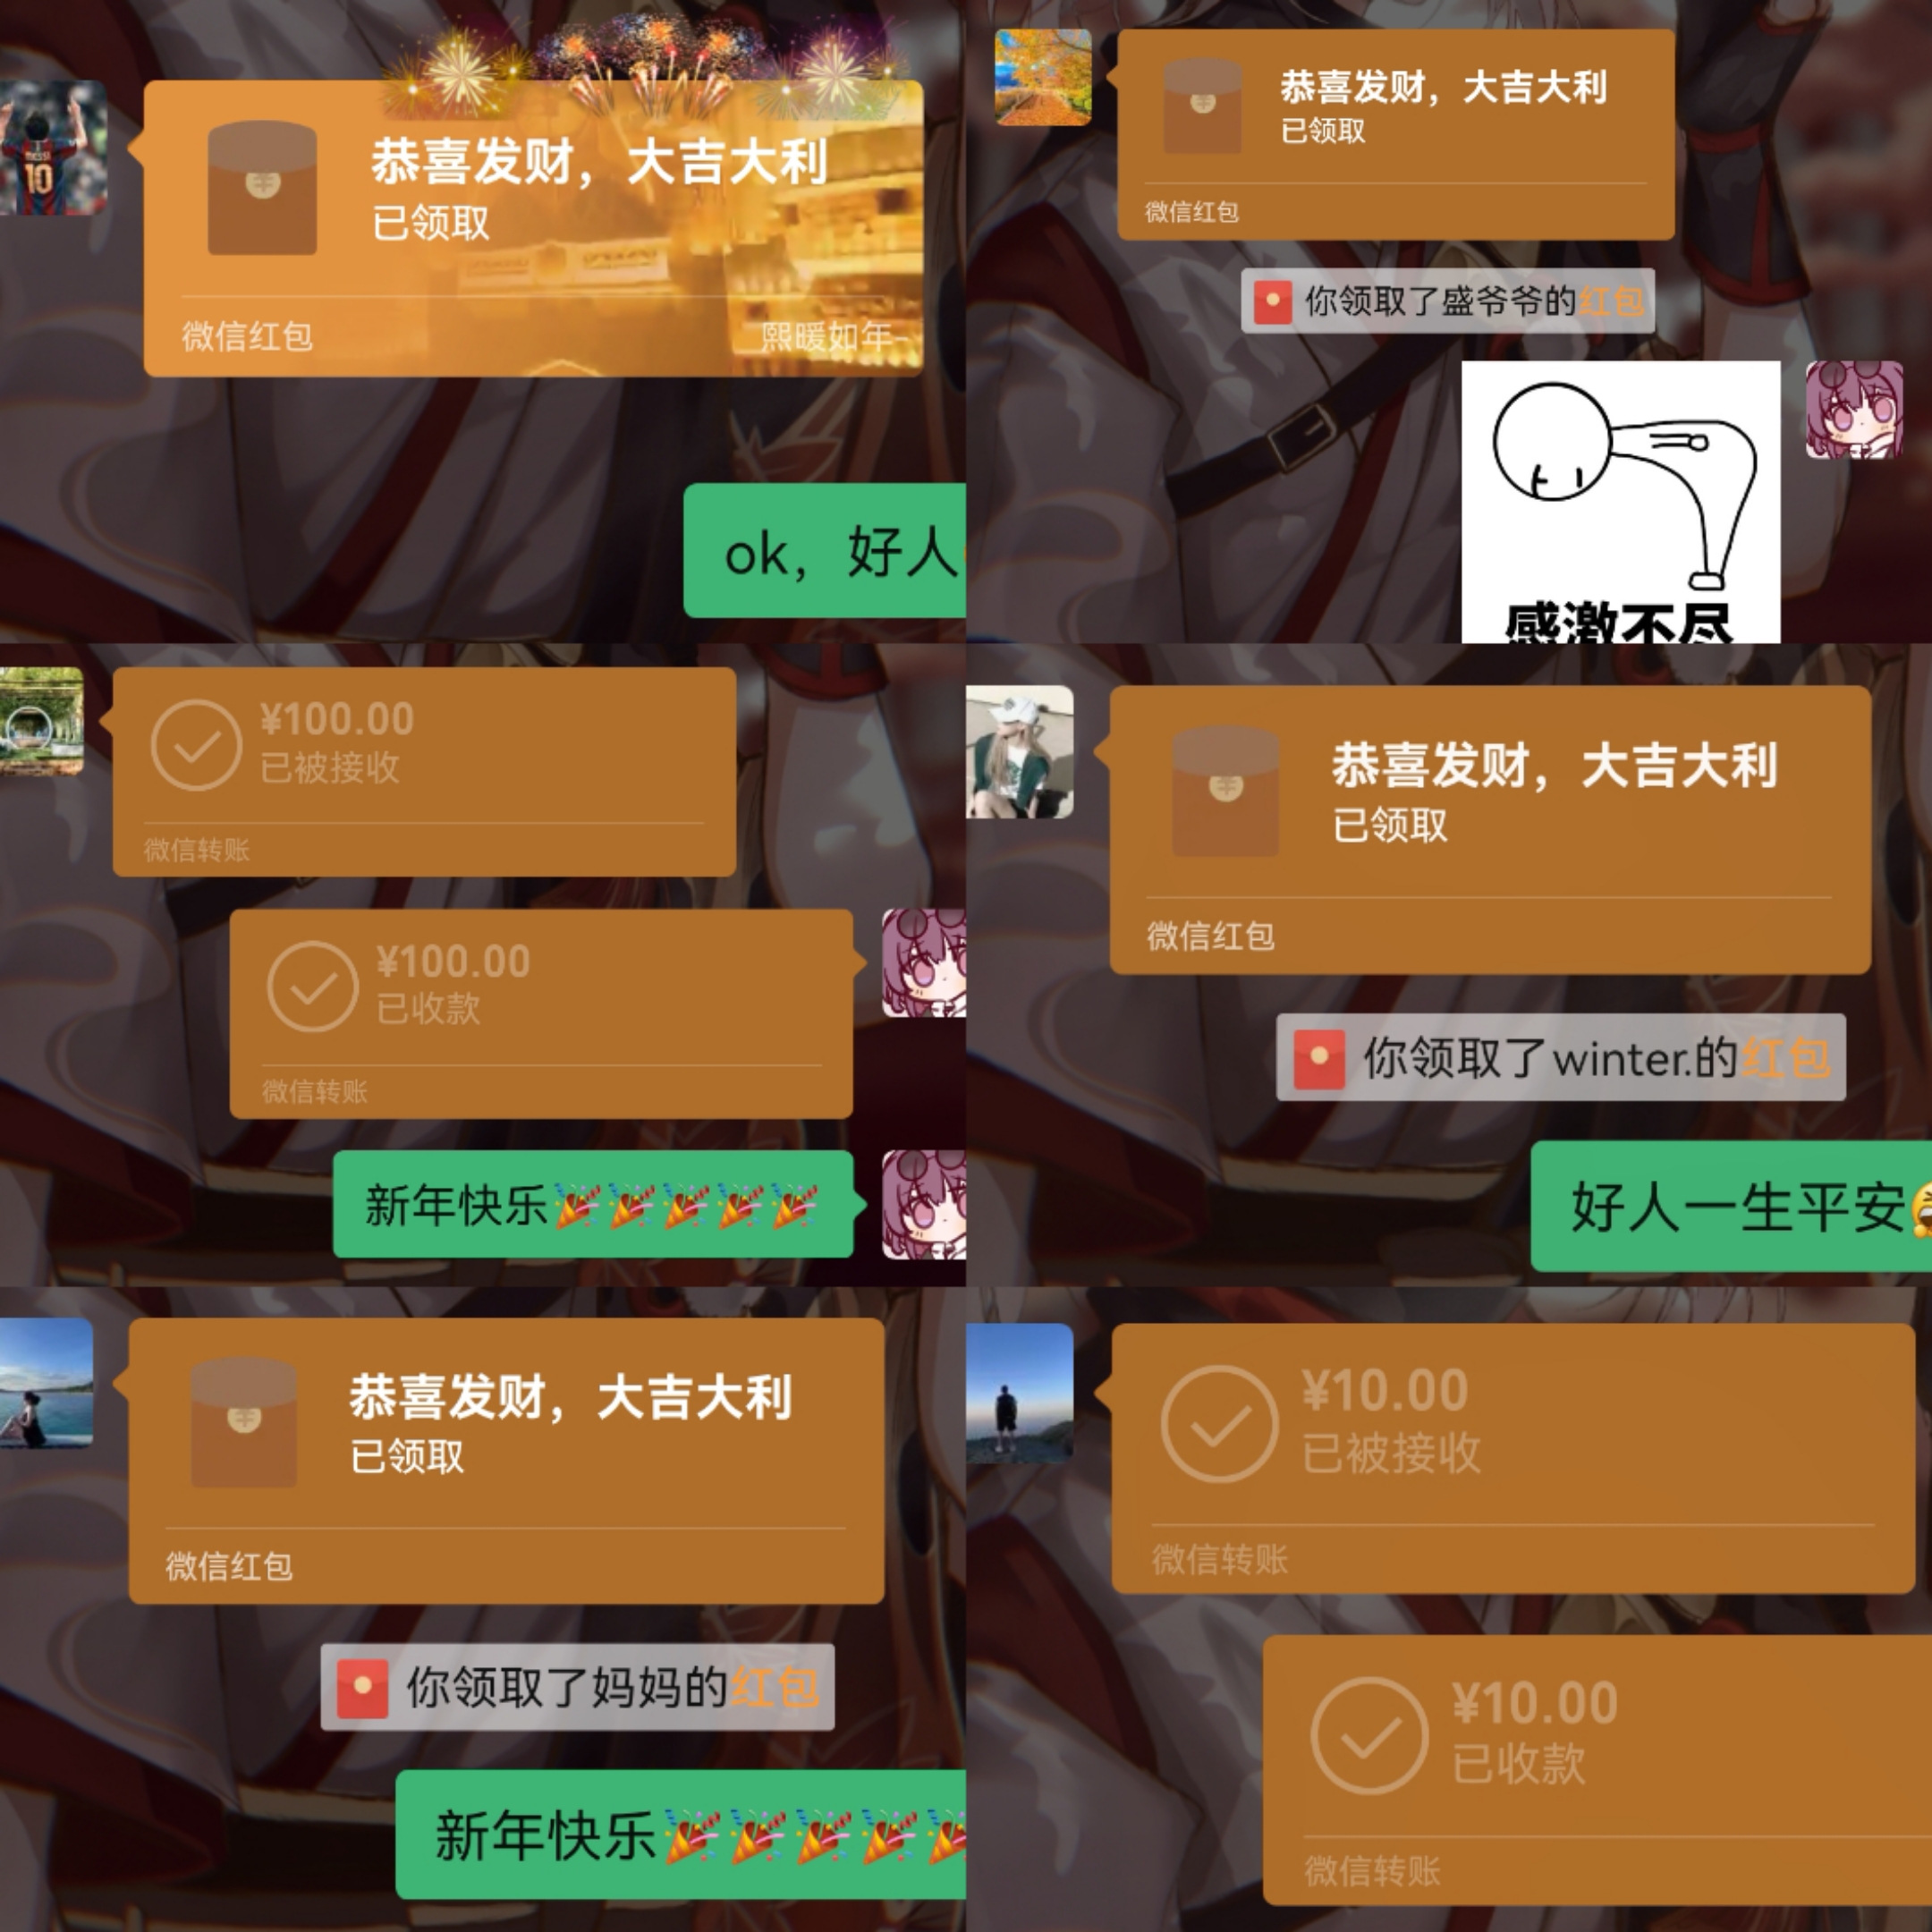 恭喜发财，大吉大利
已领取
微信红包
熙暖如年
ok，好人
恭喜发财，大吉大利
已领取
微信红包
你领取了盛爷爷的红包
感激不尽
¥100.00
已被接收
微信转账
¥100.00
已收款
微信转账
新年快乐🎉🎉🎉🎉🎉
恭喜发财，大吉大利
已领取
微信红包
你领取了winter.的红包
好人一生平安
恭喜发财，大吉大利
已领取
微信红包
你领取了妈妈的红包
新年快乐🎉🎉🎉🎉🎉
¥10.00
已被接收
微信转账
¥10.00
已收款
微信转账